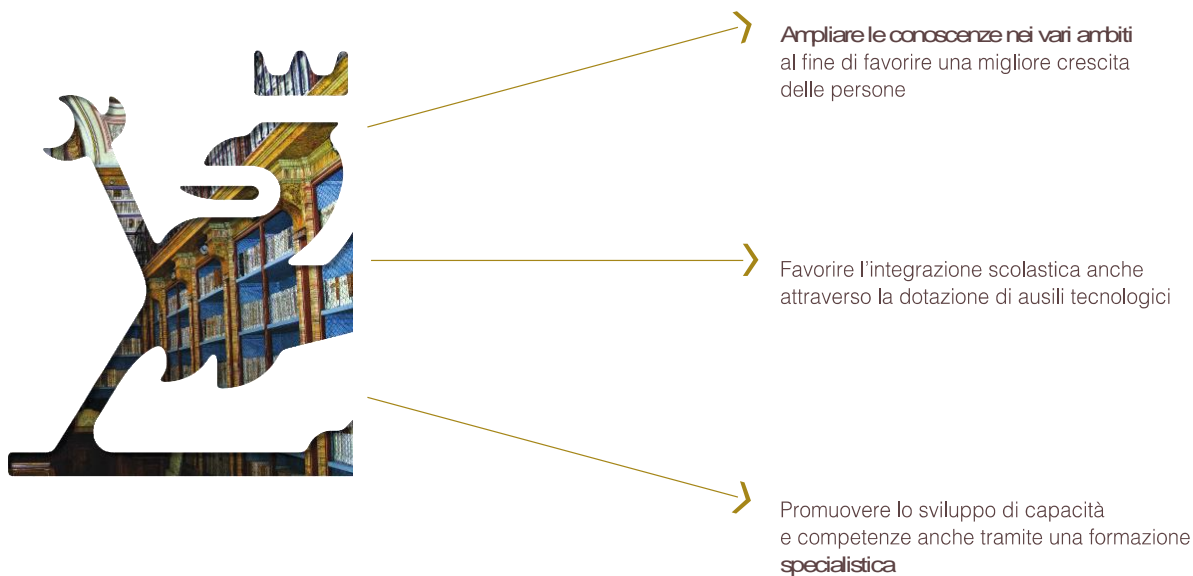 Ampliare le conoscenze nei vari ambiti
al fine di favorire una migliore crescita
delle persone
Favorire l'integrazione scolastica anche
attraverso la dotazione di ausili tecnologici
Promuovere lo sviluppo di capacità
e competenze anche tramite una formazione
specialistica